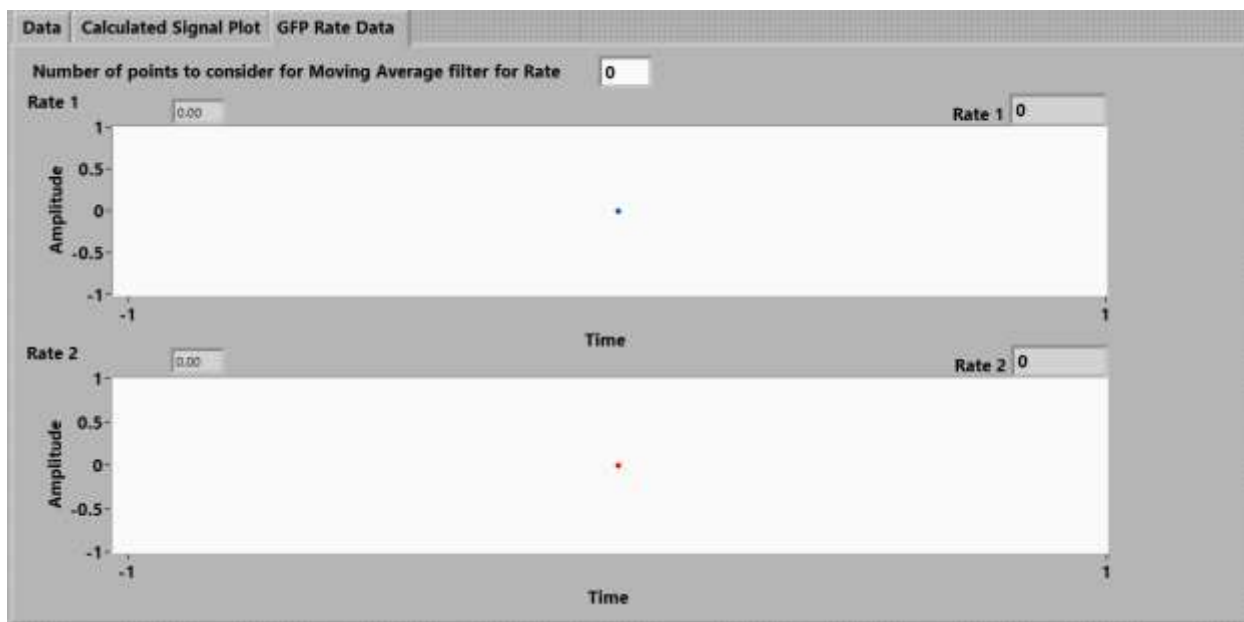 Data Calculated Signal Plot GFP Rate Data
Number of points to consider for Moving Average filter for Rate 0
Rate 1 0.00 Rate 1 0
1
0.5
Amplitude
0
-0.5
-1
-1 1
Time
Rate 2 0.00 Rate 2 0
1
0.5
Amplitude
0
-0.5
-1
-1 1
Time